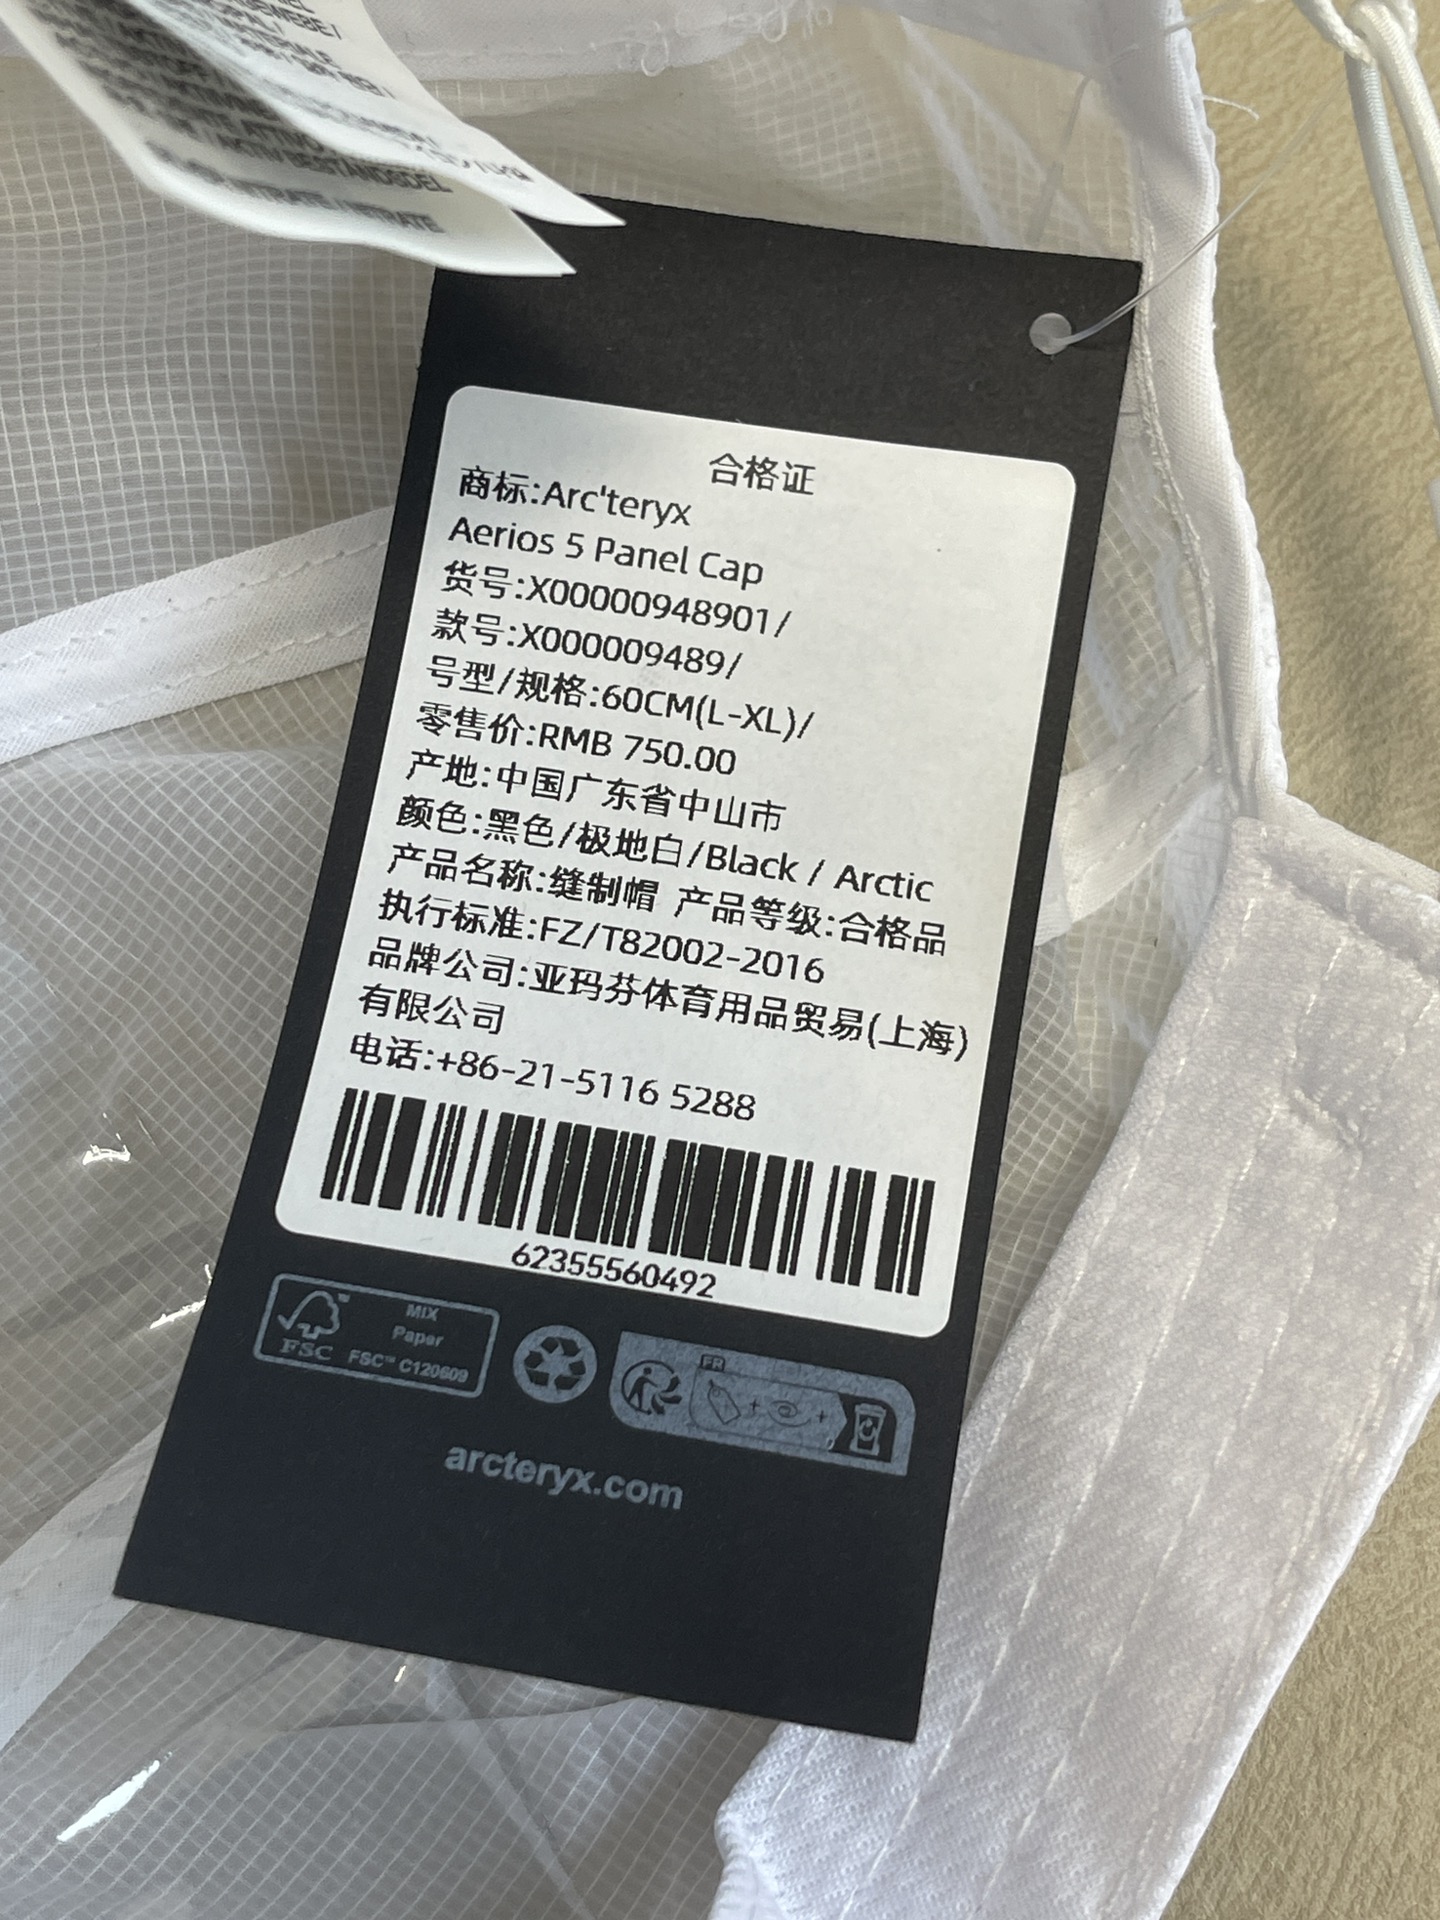 BESTANDSDEL
NITRATE / NITRATE
合格证
商标:Arc'teryx
Aerios 5 Panel Cap
货号:X00000948901/
款号:X000009489/
号型/规格:60CM(L-XL)/
零售价:RMB 750.00
产地:中国广东省中山市
颜色:黑色/极地白/Black / Arctic
产品名称:缝制帽 产品等级:合格品
执行标准:FZ/T82002-2016
品牌公司:亚玛芬体育用品贸易(上海)
有限公司
电话:+86-21-5116 5288
62355560492
MIX
Paper
FSC FSC™ C120609
FR
arcteryx.com